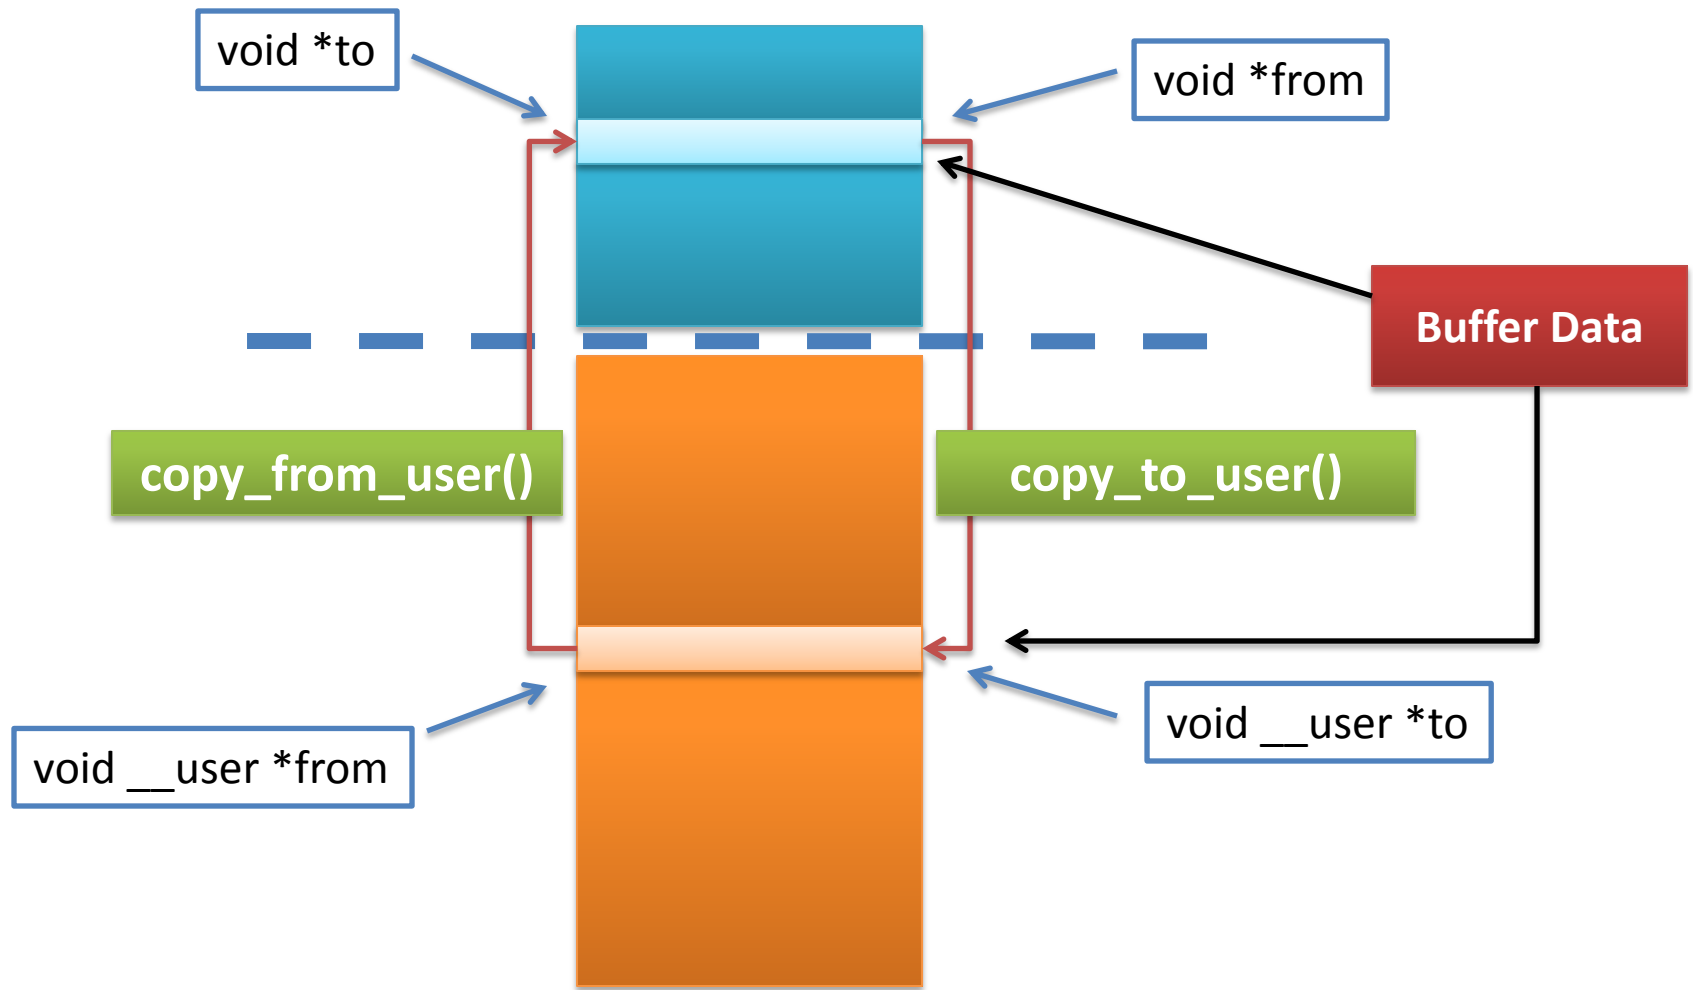 void *to
void *from
Buffer Data
copy_from_user()
copy_to_user()
void __user *from
void __user *to